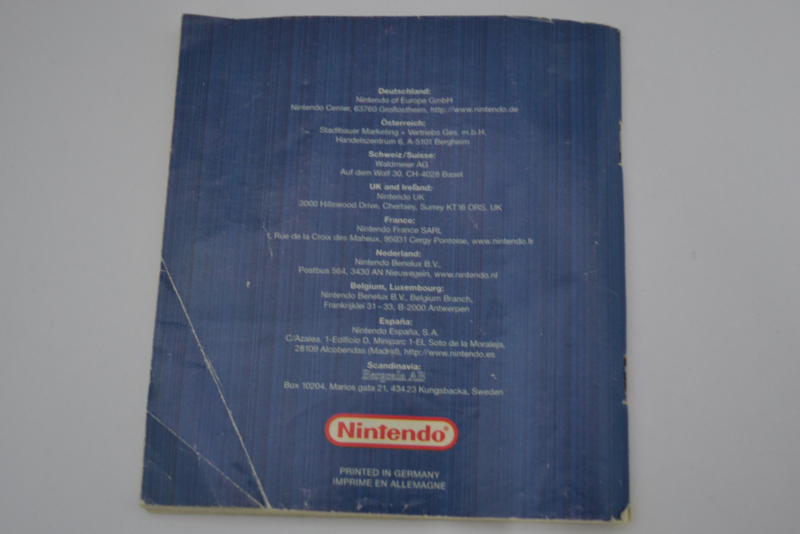 Deutschland:
Nintendo of Europe GmbH
Nintendo Center, 63760 Großostheim, http://www.nintendo.de
Österreich:
Stadlbauer Marketing + Vertriebs Ges. m.b.H.
Handelszentrum 6, A-5101 Bergheim
Schweiz/Suisse:
Waldmeier AG
Auf dem Wolf 30, CH-4028 Basel
UK and Ireland:
Nintendo UK
3000 Hillswood Drive, Chertsey, Surrey KT16 ORS, UK
France:
Nintendo France SARL
1, Rue de la Croix des Maheux, 95031 Cergy Pontoise, www.nintendo.fr
Nederland:
Nintendo Benelux B.V.,
Postbus 564, 3430 AN Nieuwegein, www.nintendo.nl
Belgium, Luxembourg:
Nintendo Benelux B.V., Belgium Branch,
Frankrijklei 31–33, B-2000 Antwerpen
España:
Nintendo España, S.A.
C/Azalea, 1-Edificio D, Miniparc 1-El. Soto de la Moraleja,
28109 Alcobendas (Madrid), http://www.nintendo.es
Scandinavia:
Bergsala AB
Box 10204, Marios gata 21, 434 23 Kungsbacka, Sweden
Nintendo®
PRINTED IN GERMANY
IMPRIME EN ALLEMAGNE